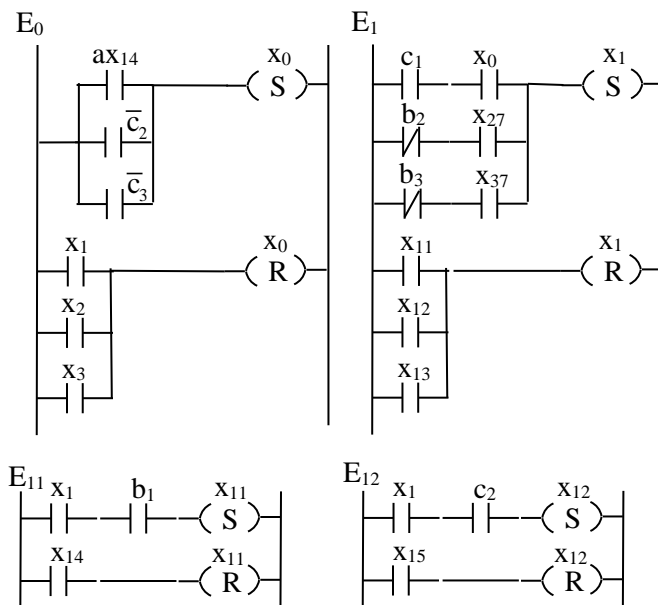 E₀ E₁
ax₁₄ x₀ c₁ x₀ x₁
S S
c̅₂ b₂ x₂₇
c̅₃ b₃ x₃₇
x₁ x₀ x₁₁ x₁
R R
x₂ x₁₂
x₃ x₁₃
E₁₁ x₁ b₁ x₁₁ E₁₂ x₁ c₂ x₁₂
S S
x₁₄ x₁₁ x₁₅ x₁₂
R R